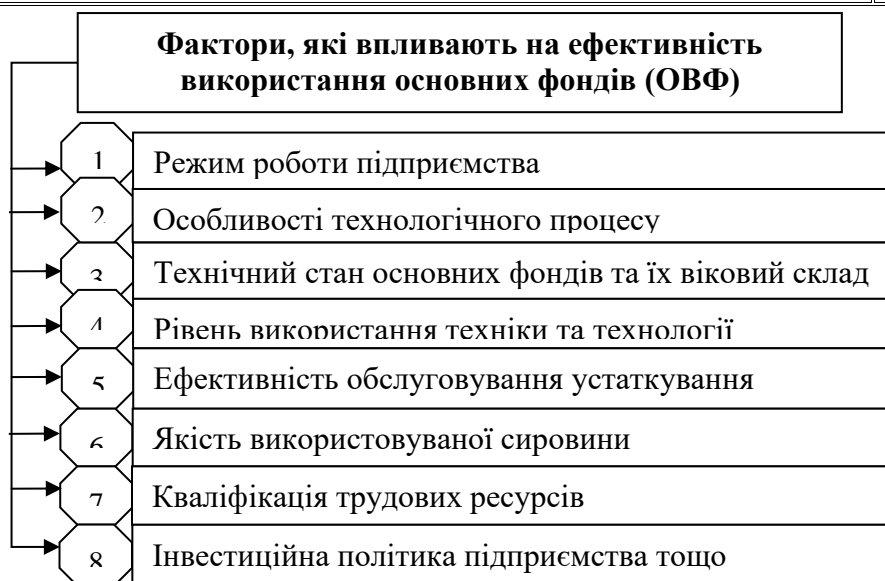 Фактори, які впливають на ефективність
використання основних фондів (ОВФ)
1 Режим роботи підприємства
2 Особливості технологічного процесу
3 Технічний стан основних фондів та їх віковий склад
4 Рівень використання техніки та технології
5 Ефективність обслуговування устаткування
6 Якість використовуваної сировини
7 Кваліфікація трудових ресурсів
8 Інвестиційна політика підприємства тощо